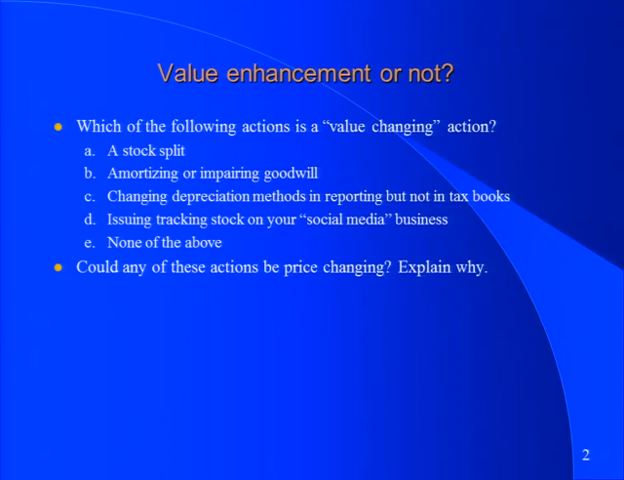 Value enhancement or not?
Which of the following actions is a “value changing” action?
a. A stock split
b. Amortizing or impairing goodwill
c. Changing depreciation methods in reporting but not in tax books
d. Issuing tracking stock on your “social media” business
e. None of the above
Could any of these actions be price changing? Explain why.
2